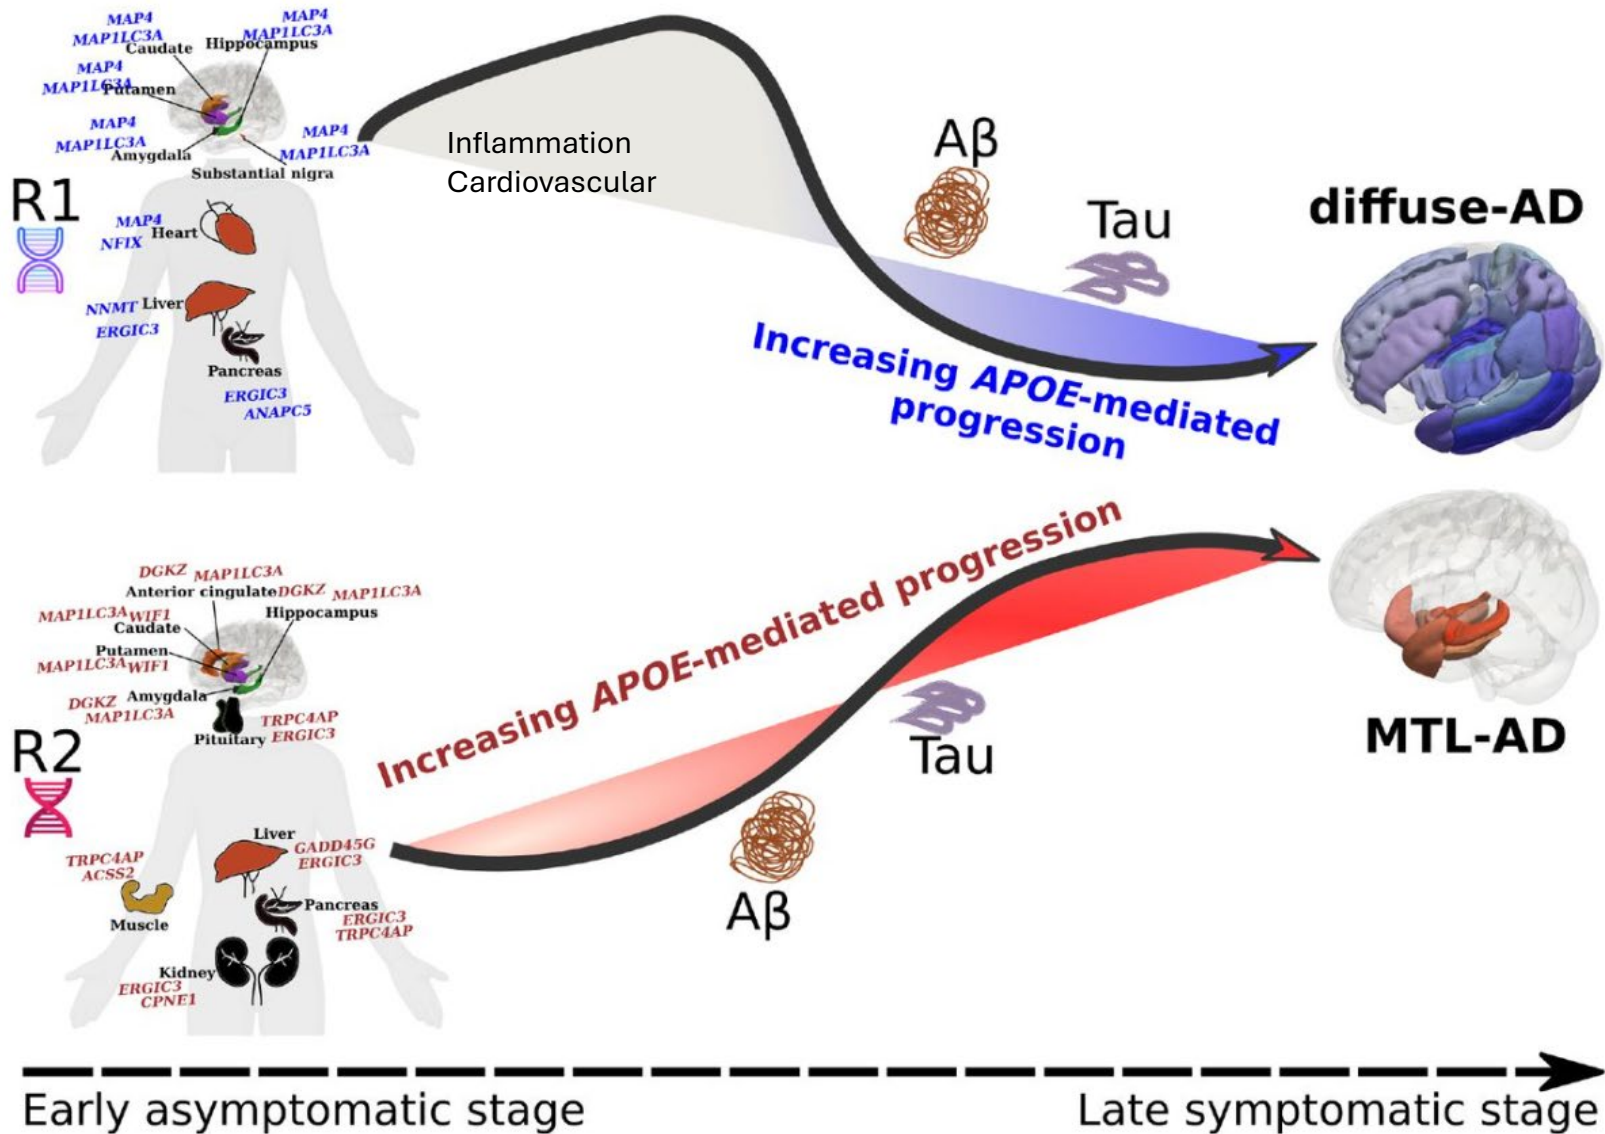 MAP4
MAP1LC3A
Caudate
MAP4
MAP1LC3A
Hippocampus
MAP4
MAP1LC3A
Putamen
MAP4
MAP1LC3A
Amygdala
MAP4
MAP1LC3A
Substantial nigra
R1
MAP4
NFIX
Heart
NNMT
ERGIC3
Liver
Pancreas
ERGIC3
ANAPC5
Inflammation
Cardiovascular
Aβ
Tau
Increasing APOE-mediated
progression
diffuse-AD
DGKZ MAP1LC3A
Anterior cingulate
DGKZ MAP1LC3A
Hippocampus
MAP1LC3A WIF1
Caudate
Putamen
MAP1LC3A WIF1
DGKZ
MAP1LC3A
Amygdala
TRPC4AP
ERGIC3
Pituitary
R2
Liver
GADD45G
ERGIC3
TRPC4AP
ACSS2
Muscle
Pancreas
ERGIC3
TRPC4AP
Kidney
ERGIC3
CPNE1
Increasing APOE-mediated progression
Aβ
Tau
MTL-AD
Early asymptomatic stage
Late symptomatic stage